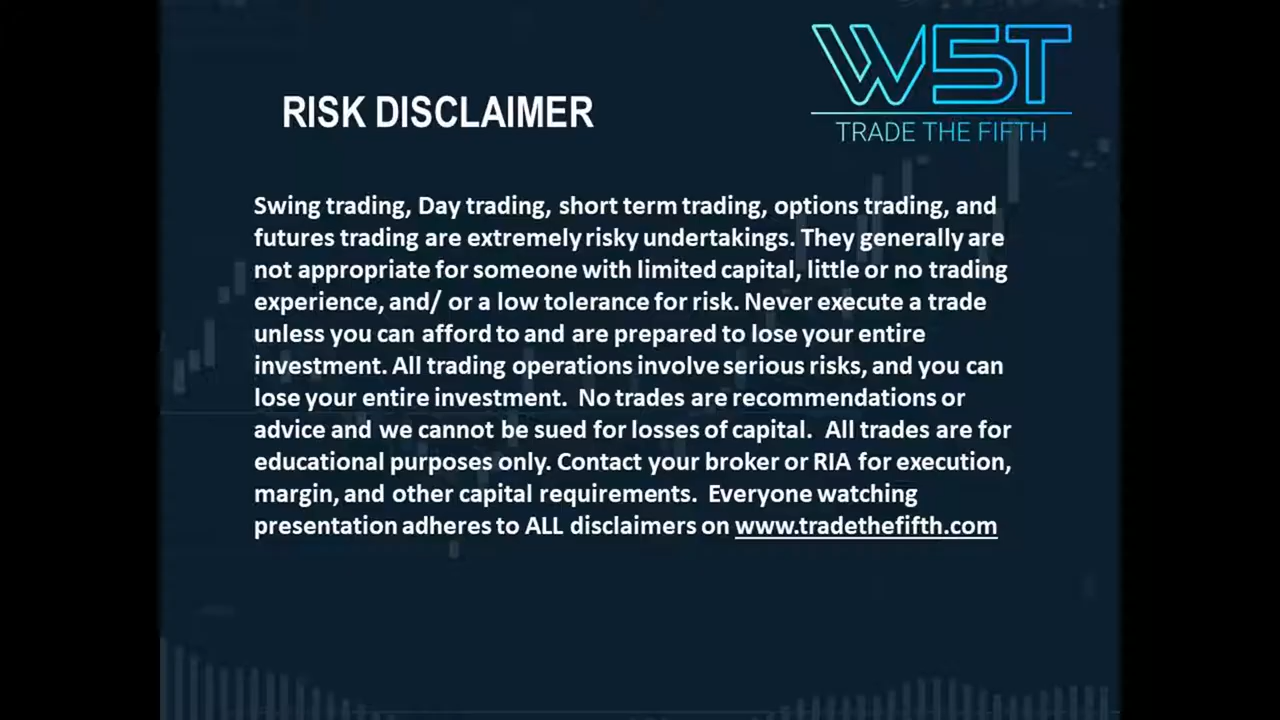 W5T
TRADE THE FIFTH
RISK DISCLAIMER
Swing trading, Day trading, short term trading, options trading, and
futures trading are extremely risky undertakings. They generally are
not appropriate for someone with limited capital, little or no trading
experience, and/ or a low tolerance for risk. Never execute a trade
unless you can afford to and are prepared to lose your entire
investment. All trading operations involve serious risks, and you can
lose your entire investment.  No trades are recommendations or
advice and we cannot be sued for losses of capital.  All trades are for
educational purposes only. Contact your broker or RIA for execution,
margin, and other capital requirements.  Everyone watching
presentation adheres to ALL disclaimers on www.tradethefifth.com